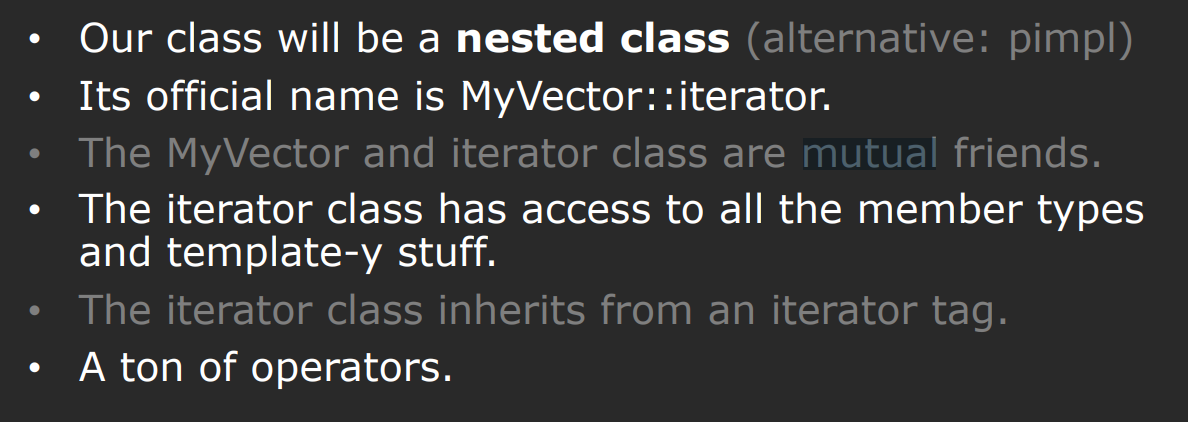 • Our class will be a nested class (alternative: pimpl)
• Its official name is MyVector::iterator.
• The MyVector and iterator class are mutual friends.
• The iterator class has access to all the member types
and template-y stuff.
• The iterator class inherits from an iterator tag.
• A ton of operators.